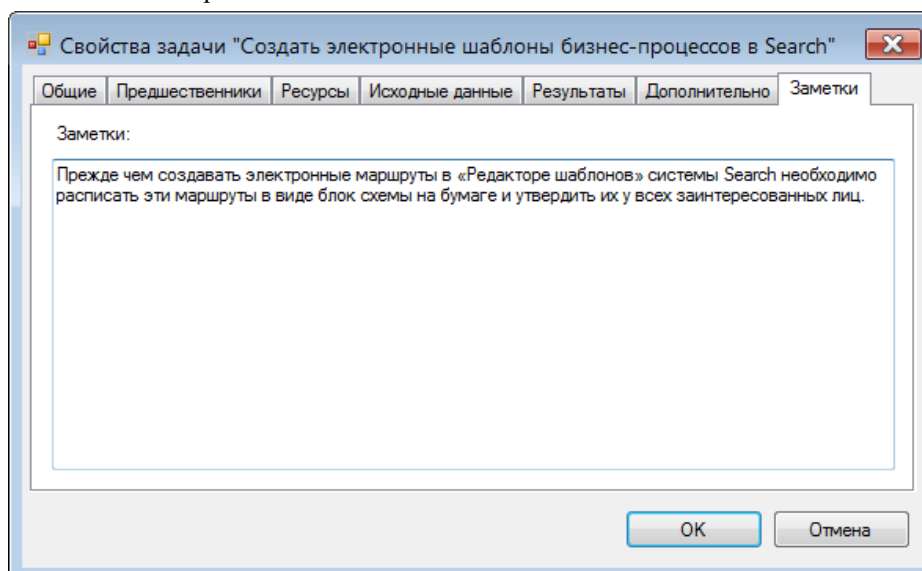 Свойства задачи "Создать электронные шаблоны бизнес-процессов в Search"
Общие Предшественники Ресурсы Исходные данные Результаты Дополнительно Заметки
Заметки:
Прежде чем создавать электронные маршруты в «Редакторе шаблонов» системы Search необходимо
расписать эти маршруты в виде блок схемы на бумаге и утвердить их у всех заинтересованных лиц.
ОК Отмена